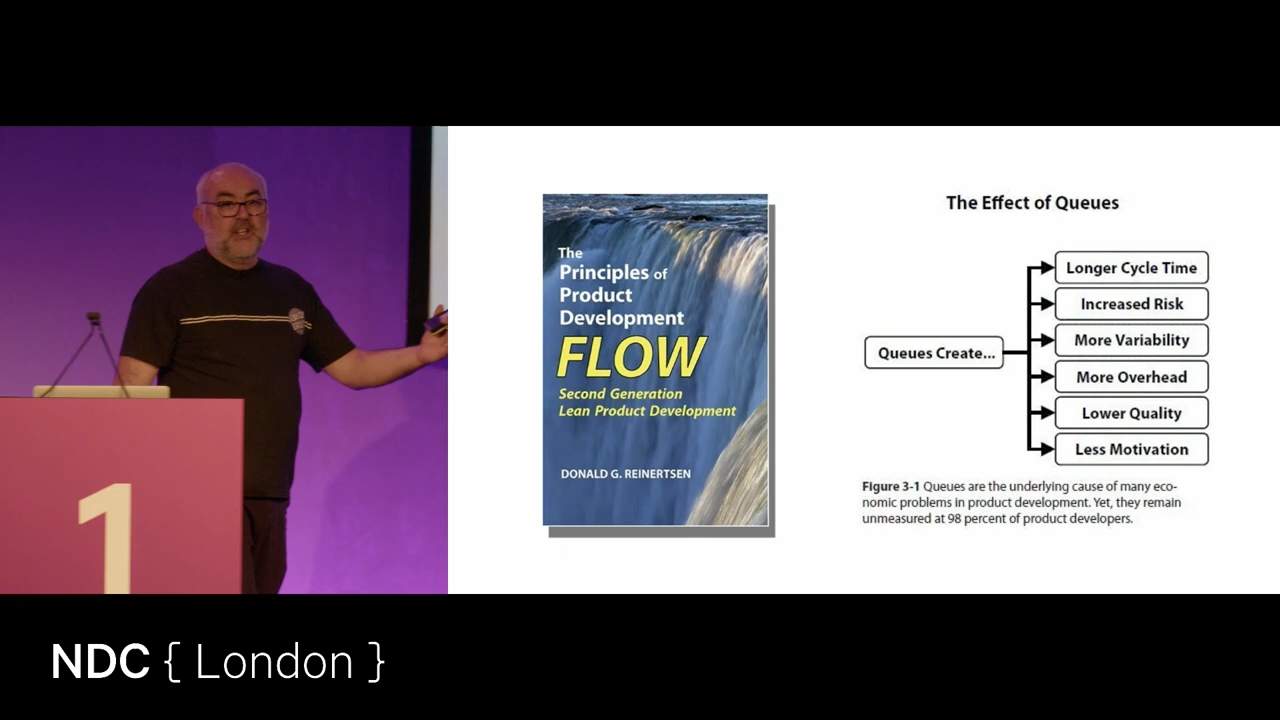 1
The
Principles of
Product
Development
FLOW
Second Generation
Lean Product Development
DONALD G. REINERTSEN
The Effect of Queues
Queues Create...
Longer Cycle Time
Increased Risk
More Variability
More Overhead
Lower Quality
Less Motivation
Figure 3-1 Queues are the underlying cause of many eco-
nomic problems in product development. Yet, they remain
unmeasured at 98 percent of product developers.
NDC { London }